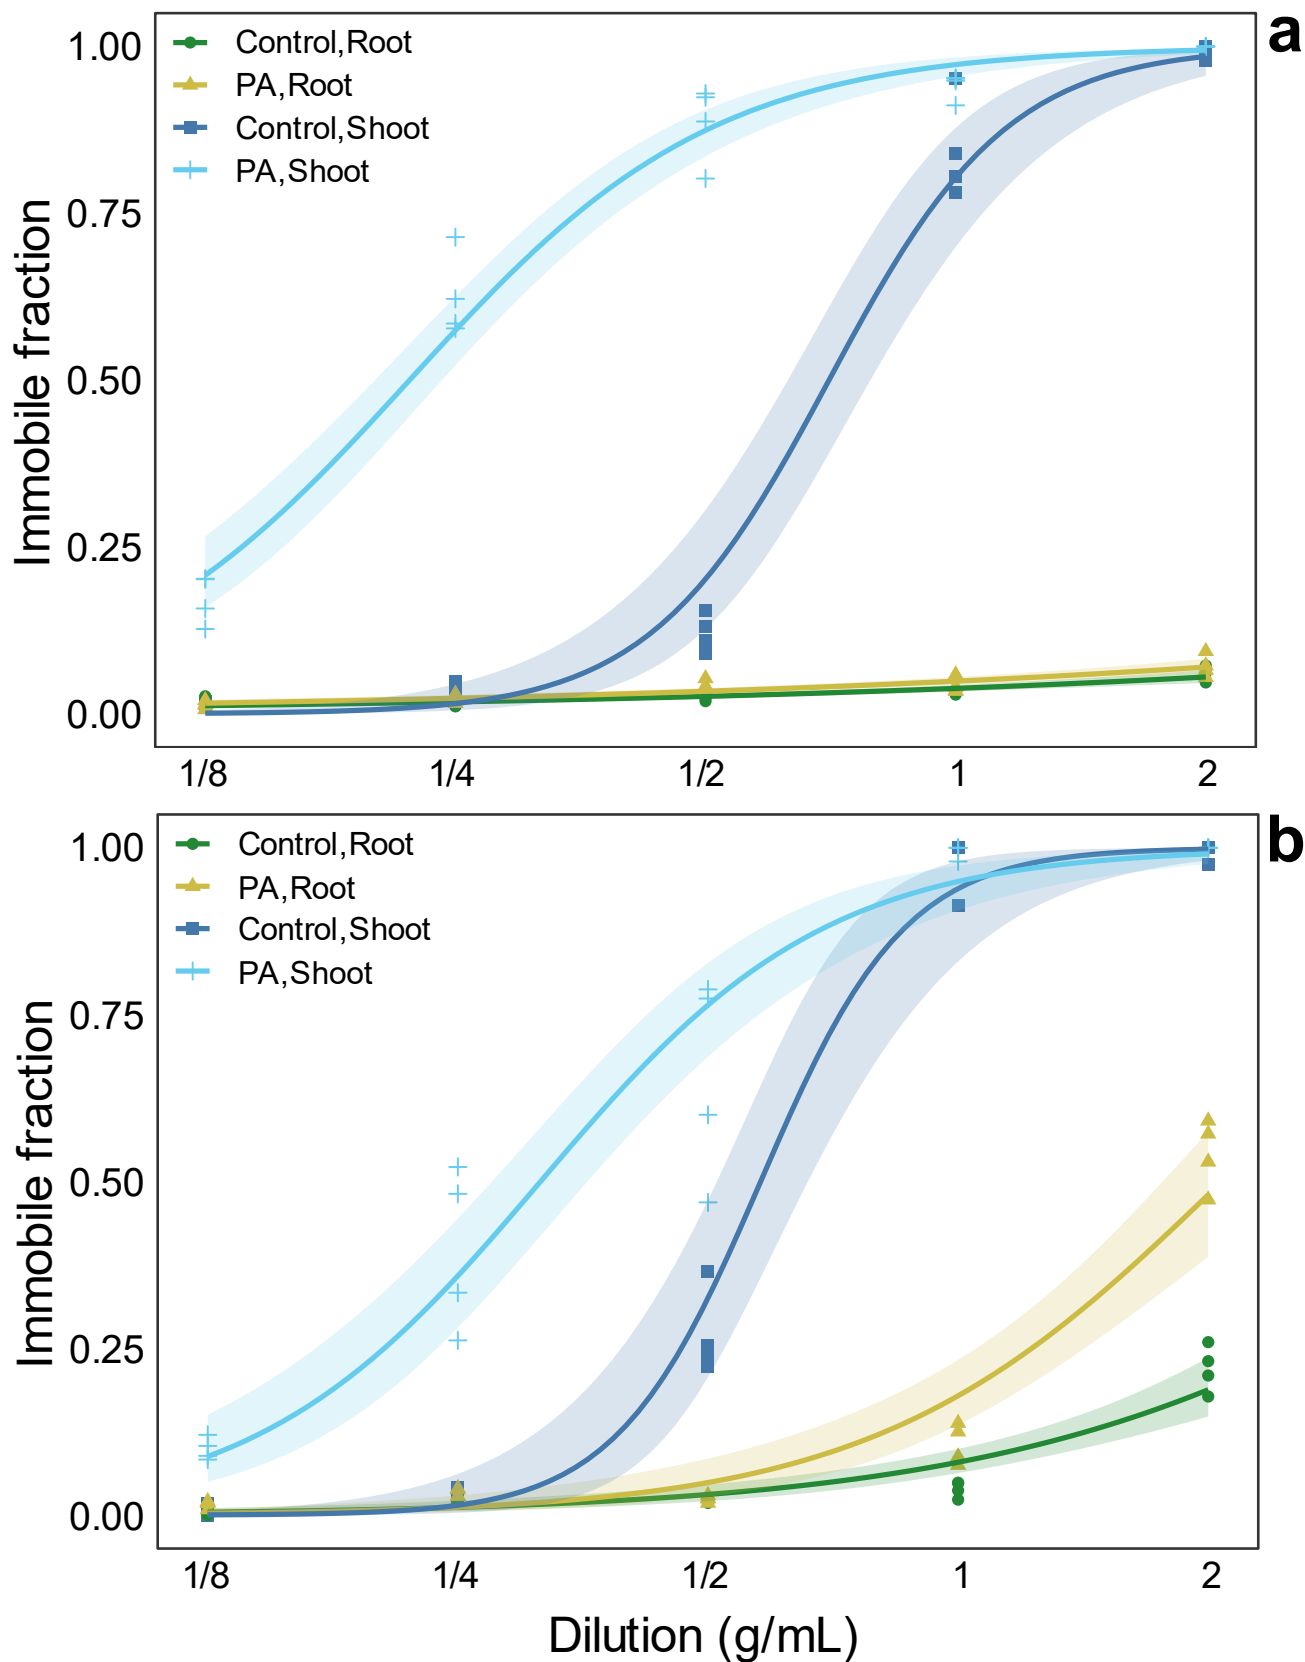 a
Control,Root
PA,Root
Control,Shoot
PA,Shoot
Immobile fraction
1.00
0.75
0.50
0.25
0.00
1/8 1/4 1/2 1 2
b
Control,Root
PA,Root
Control,Shoot
PA,Shoot
Immobile fraction
1.00
0.75
0.50
0.25
0.00
1/8 1/4 1/2 1 2
Dilution (g/mL)